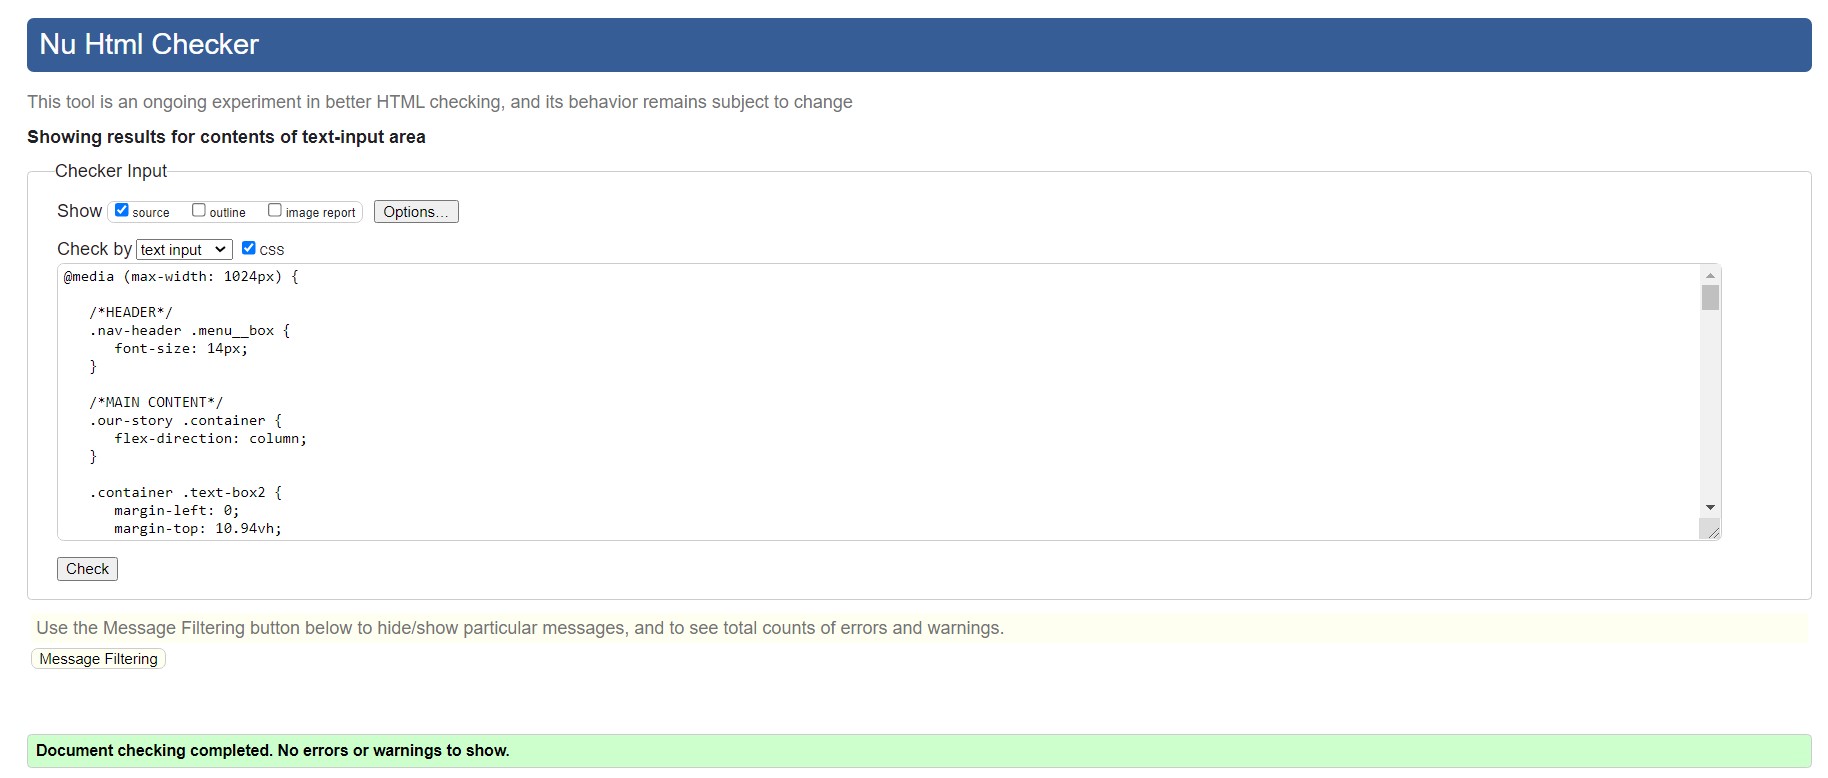 Nu Html Checker
This tool is an ongoing experiment in better HTML checking, and its behavior remains subject to change
Showing results for contents of text-input area
Checker Input
Show source outline image report Options...
Check by text input css
@media (max-width: 1024px) {
/*HEADER*/
.nav-header .menu__box {
font-size: 14px;
}
/*MAIN CONTENT*/
.our-story .container {
flex-direction: column;
}
.container .text-box2 {
margin-left: 0;
margin-top: 10.94vh;
Check
Use the Message Filtering button below to hide/show particular messages, and to see total counts of errors and warnings.
Message Filtering
Document checking completed. No errors or warnings to show.